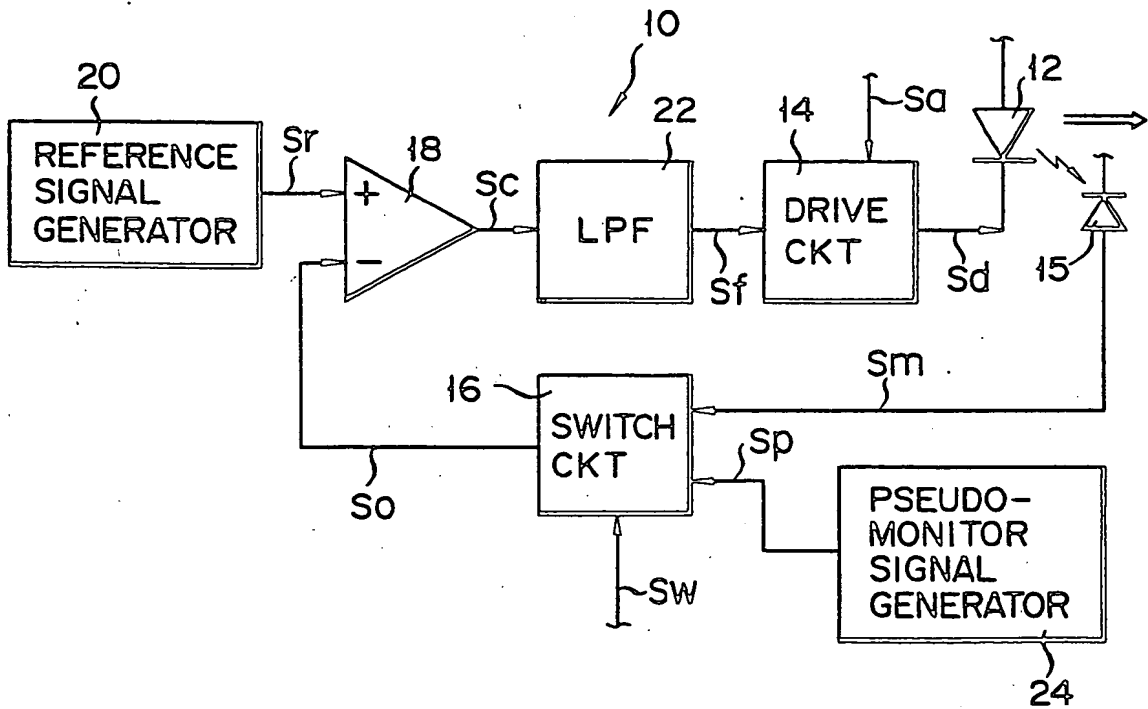 10
20
REFERENCE
SIGNAL
GENERATOR
Sr
+
−
18
Sc
22
LPF
Sf
14
Sa
DRIVE
CKT
Sd
12
15
Sm
16
SWITCH
CKT
So
Sp
Sw
PSEUDO-
MONITOR
SIGNAL
GENERATOR
24